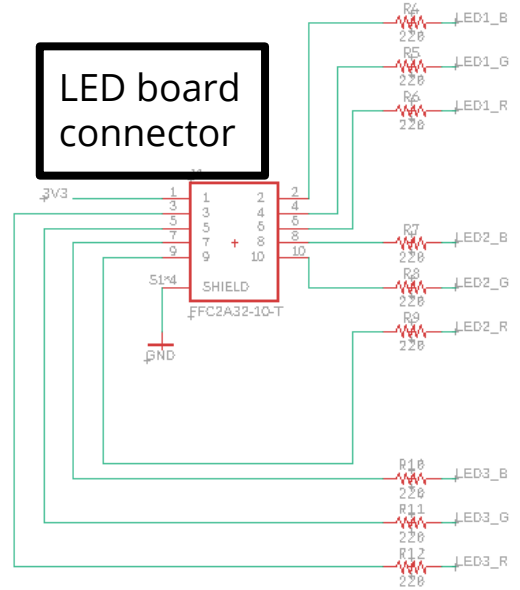 R4
LED1_B
220
R5
LED1_G
220
R6
LED1_R
220
LED board
connector
3V3
1 1 2 2
3 3 4 4
5 5 6 6
7 7 8 8
9 9 10 10
S1*4 SHIELD
FFC2A32-10-T
GND
R7
LED2_B
220
R8
LED2_G
220
R9
LED2_R
220
R10
LED3_B
220
R11
LED3_G
220
R12
LED3_R
220